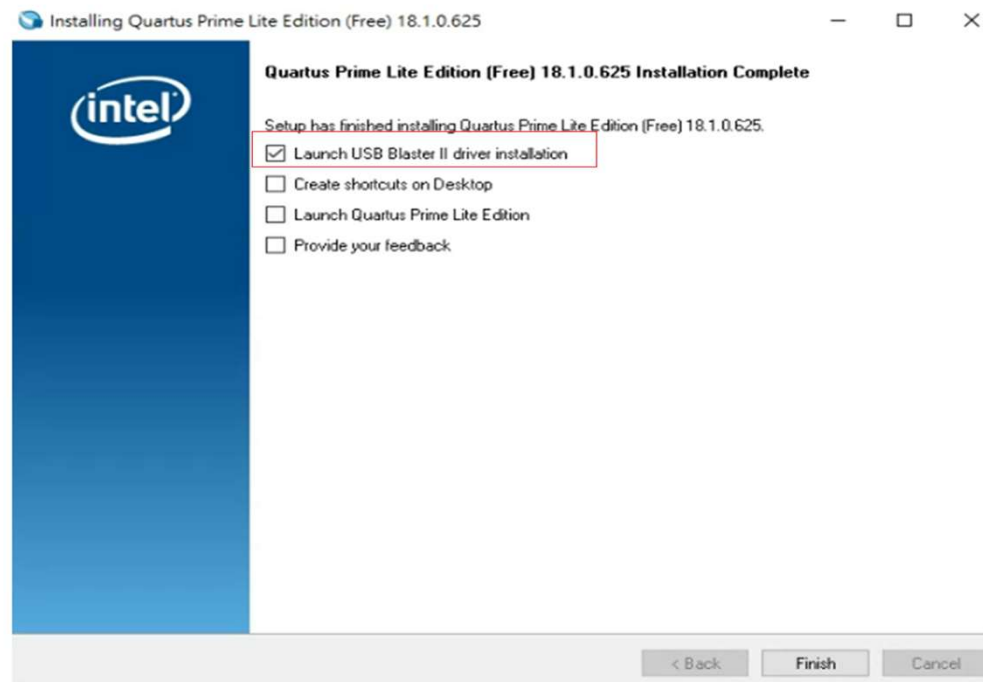 Installing Quartus Prime Lite Edition (Free) 18.1.0.625
intel
Quartus Prime Lite Edition (Free) 18.1.0.625 Installation Complete
Setup has finished installing Quartus Prime Lite Edition (Free) 18.1.0.625.
Launch USB Blaster II driver installation
Create shortcuts on Desktop
Launch Quartus Prime Lite Edition
Provide your feedback
< Back Finish Cancel